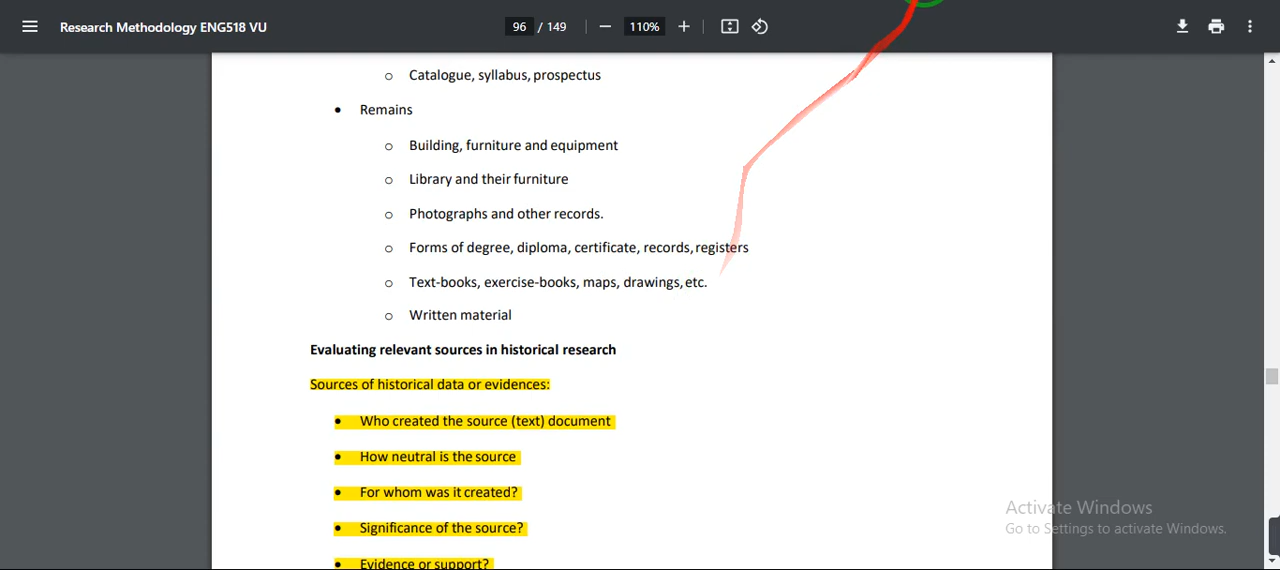 Research Methodology ENG518 VU
96 / 149
110%
Catalogue, syllabus, prospectus
Remains
Building, furniture and equipment
Library and their furniture
Photographs and other records.
Forms of degree, diploma, certificate, records, registers
Text-books, exercise-books, maps, drawings, etc.
Written material
Evaluating relevant sources in historical research
Sources of historical data or evidences:
Who created the source (text) document
How neutral is the source
For whom was it created?
Significance of the source?
Evidence or support?
Activate Windows
Go to Settings to activate Windows.